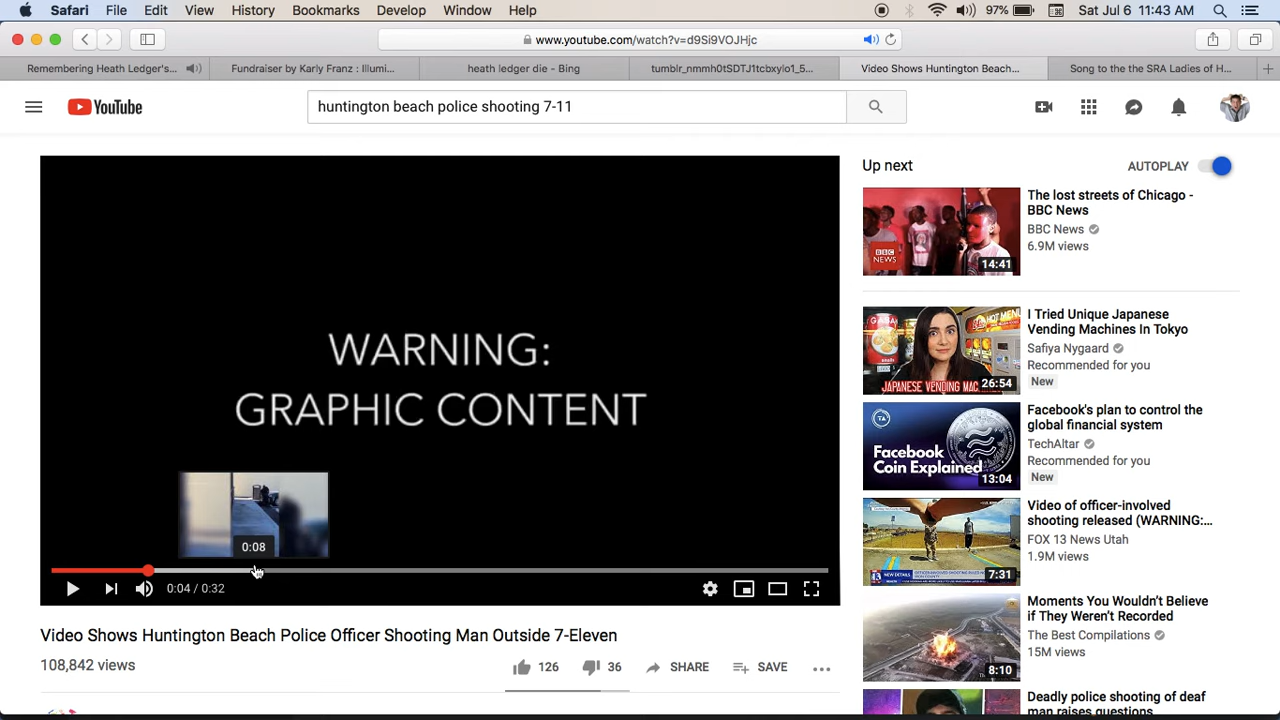 Safari File Edit View History Bookmarks Develop Window Help 97% Sat Jul 6 11:43 AM
www.youtube.com/watch?v=d9Si9VOJHjc
Remembering Heath Ledger's... Fundraiser by Karly Franz : Illumi... heath ledger die - Bing tumblr_nmmh0tSDTJ1tcbxylo1_5... Video Shows Huntington Beach... Song to the the SRA Ladies of H...
YouTube
huntington beach police shooting 7-11
WARNING:
GRAPHIC CONTENT
0:08
0:04 / 0:32
Video Shows Huntington Beach Police Officer Shooting Man Outside 7-Eleven
108,842 views
126 36 SHARE SAVE
Up next AUTOPLAY
BBC NEWS
14:41
The lost streets of Chicago -
BBC News
BBC News
6.9M views
JAPANESE VENDING MAC
26:54
I Tried Unique Japanese
Vending Machines In Tokyo
Safiya Nygaard
Recommended for you
New
Facebook
Coin Explained
13:04
Facebook's plan to control the
global financial system
TechAltar
Recommended for you
New
7:31
Video of officer-involved
shooting released (WARNING:...
FOX 13 News Utah
1.9M views
8:10
Moments You Wouldn't Believe
if They Weren't Recorded
The Best Compilations
15M views
Deadly police shooting of deaf
man raises questions